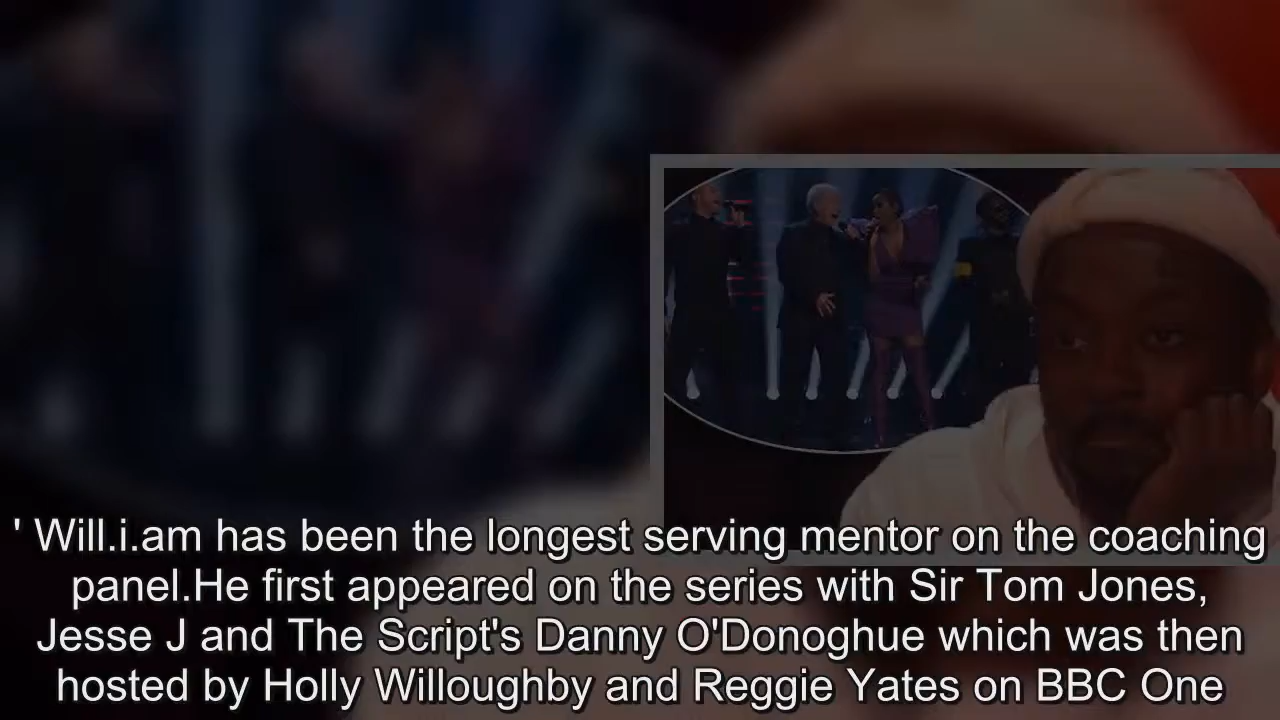 ' Will.i.am has been the longest serving mentor on the coaching
panel.He first appeared on the series with Sir Tom Jones,
Jesse J and The Script's Danny O'Donoghue which was then
hosted by Holly Willoughby and Reggie Yates on BBC One